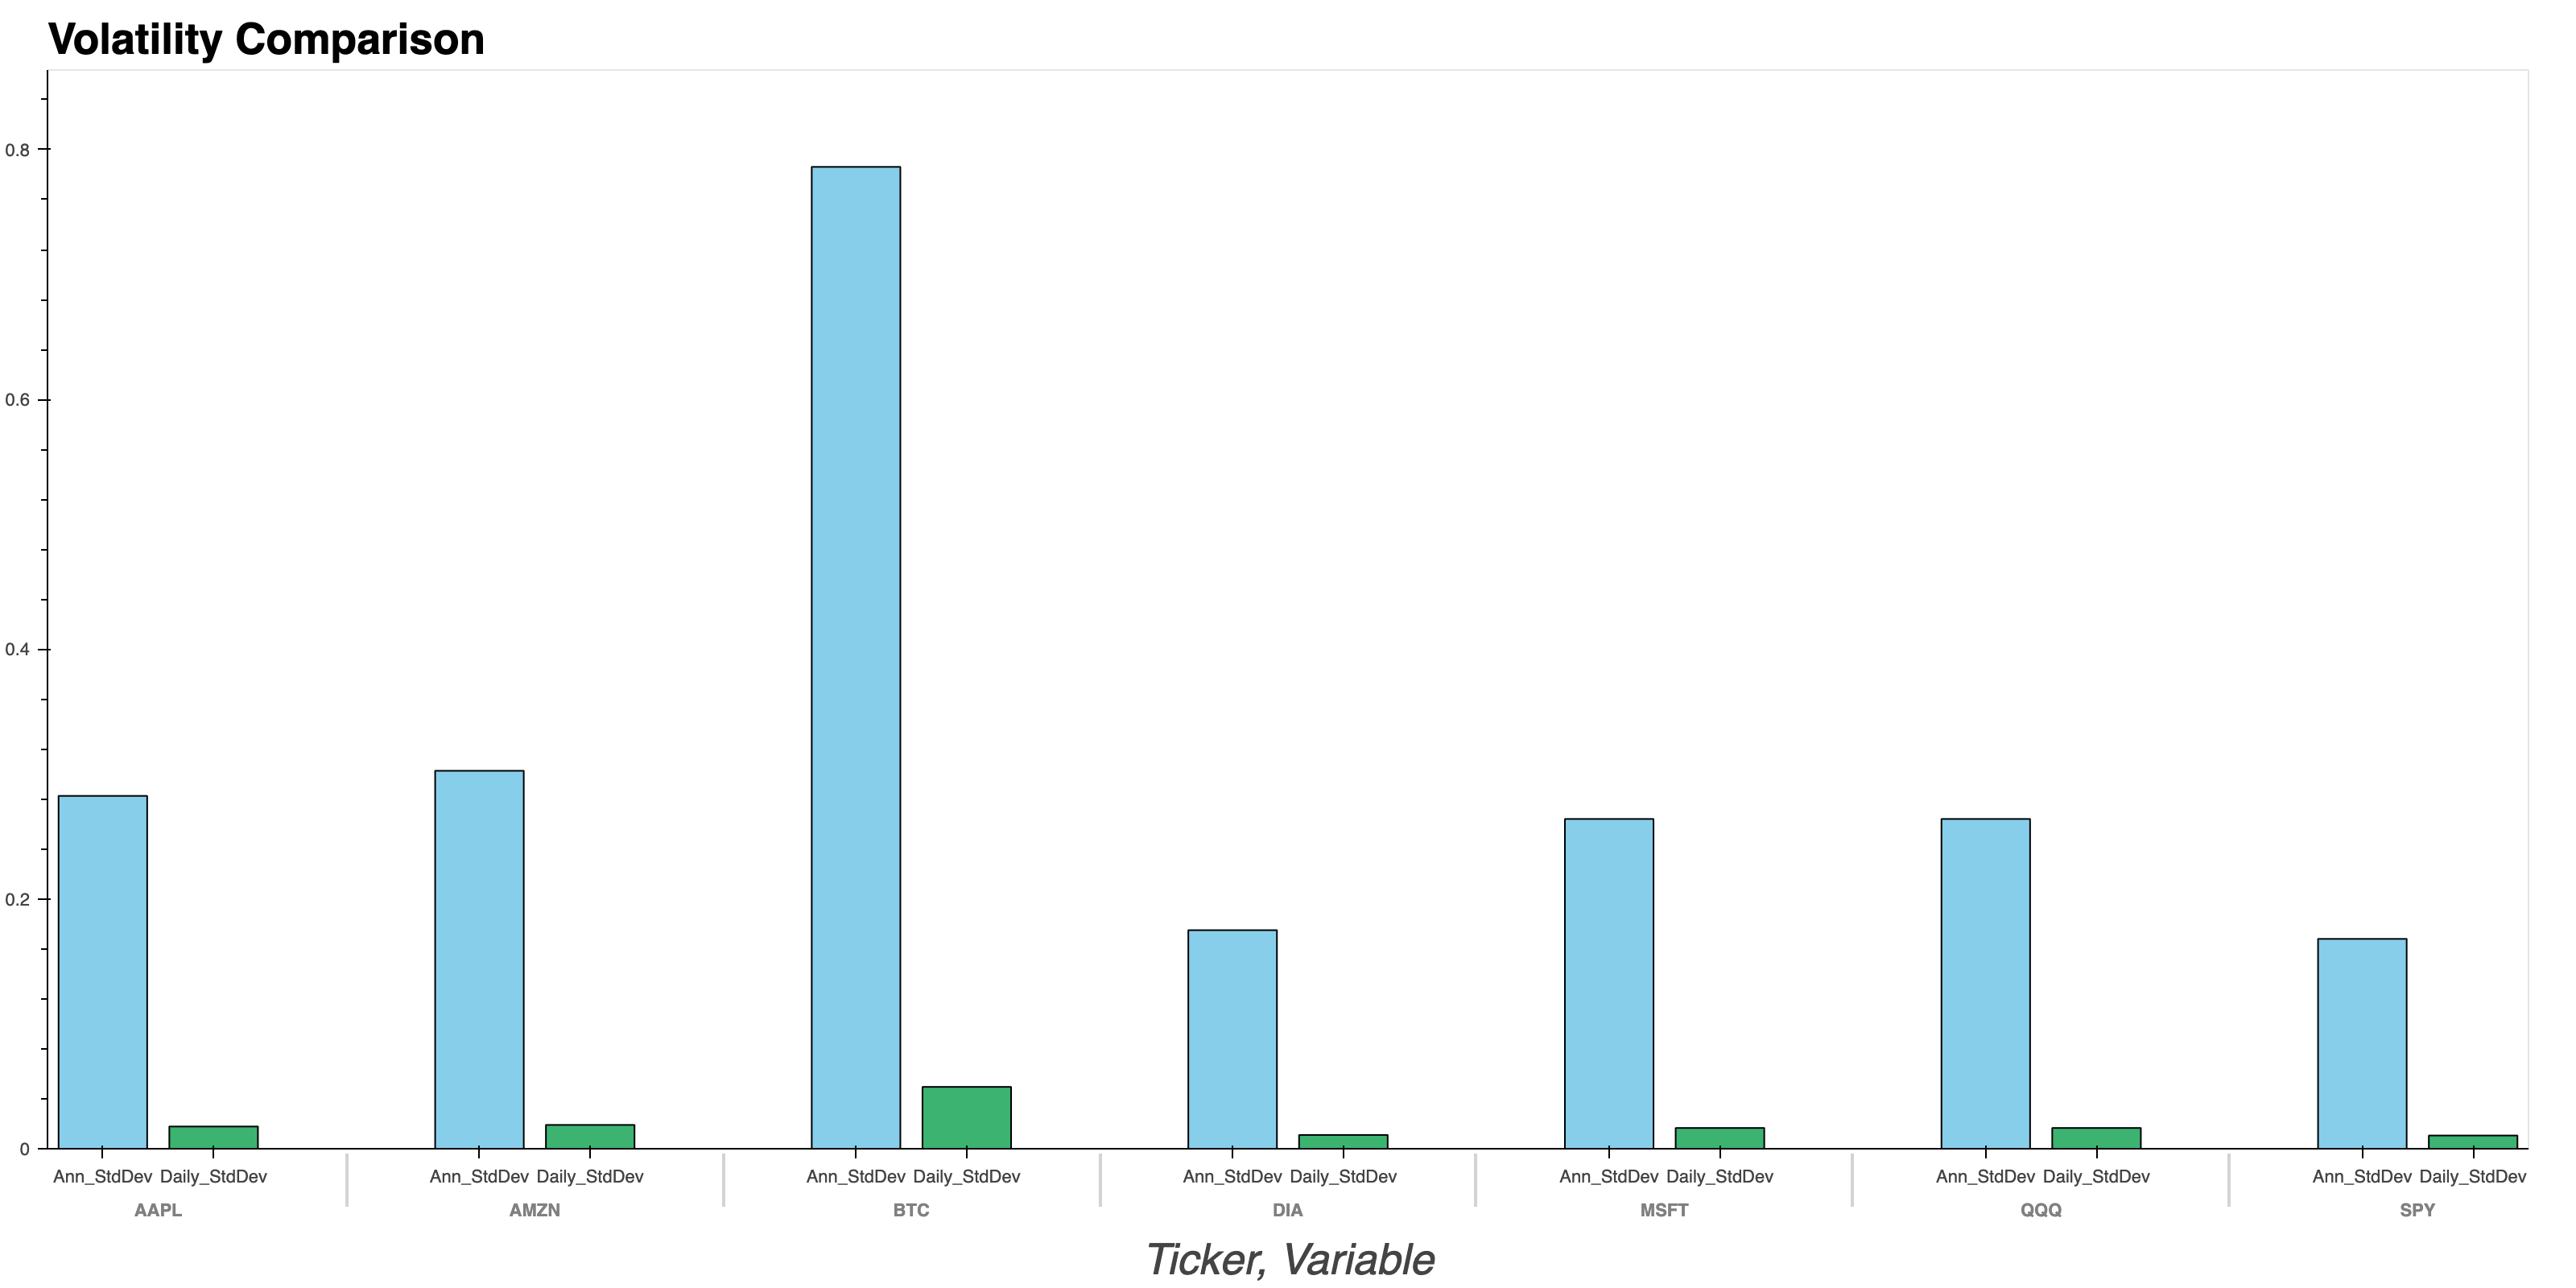 Volatility Comparison
0.8
0.6
0.4
0.2
0
Ann_StdDev Daily_StdDev Ann_StdDev Daily_StdDev Ann_StdDev Daily_StdDev Ann_StdDev Daily_StdDev Ann_StdDev Daily_StdDev Ann_StdDev Daily_StdDev Ann_StdDev Daily_StdDev
AAPL AMZN BTC DIA MSFT QQQ SPY
Ticker, Variable